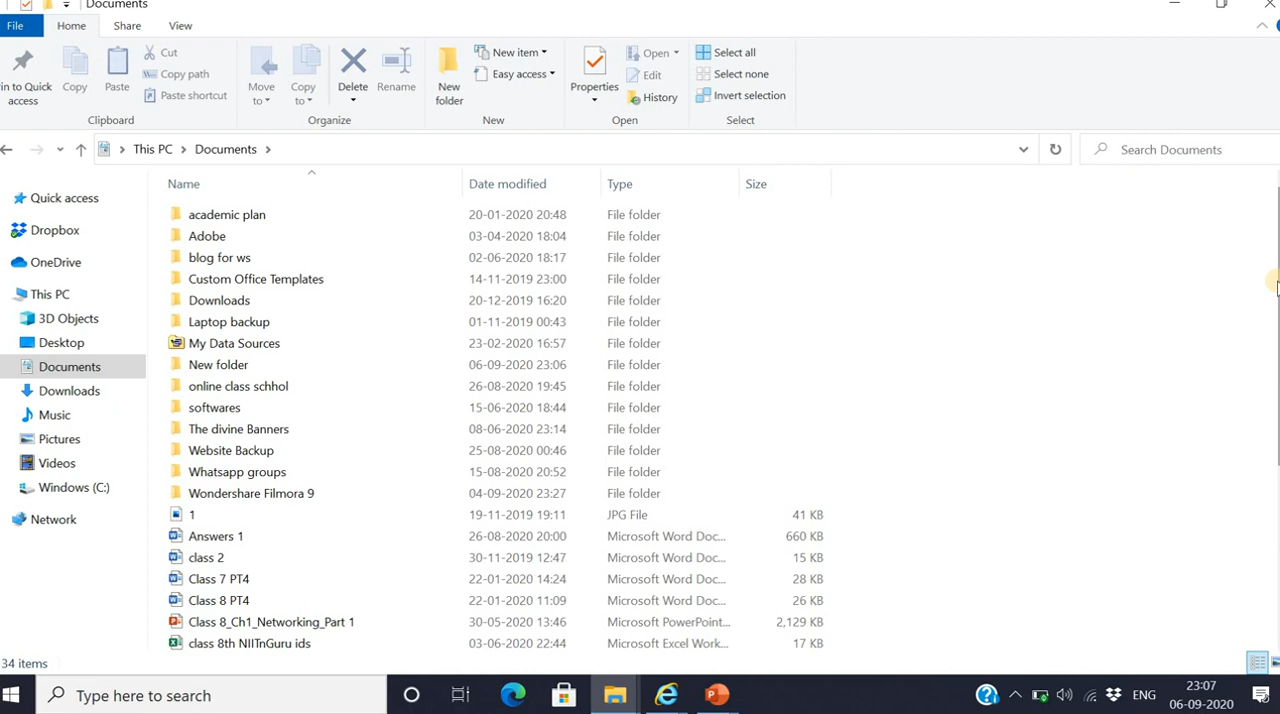 Documents
File Home Share View
in to Quick access
Copy
Paste
Cut
Copy path
Paste shortcut
Clipboard
Move to
Copy to
Delete
Rename
Organize
New folder
New item
Easy access
New
Properties
Open
Edit
History
Open
Select all
Select none
Invert selection
Select
This PC Documents
Search Documents
Quick access
Dropbox
OneDrive
This PC
3D Objects
Desktop
Documents
Downloads
Music
Pictures
Videos
Windows (C:)
Network
Name Date modified Type Size
academic plan 20-01-2020 20:48 File folder
Adobe 03-04-2020 18:04 File folder
blog for ws 02-06-2020 18:17 File folder
Custom Office Templates 14-11-2019 23:00 File folder
Downloads 20-12-2019 16:20 File folder
Laptop backup 01-11-2019 00:43 File folder
My Data Sources 23-02-2020 16:57 File folder
New folder 06-09-2020 23:06 File folder
online class schhol 26-08-2020 19:45 File folder
softwares 15-06-2020 18:44 File folder
The divine Banners 08-06-2020 23:14 File folder
Website Backup 25-08-2020 00:46 File folder
Whatsapp groups 15-08-2020 20:52 File folder
Wondershare Filmora 9 04-09-2020 23:27 File folder
1 19-11-2019 19:11 JPG File 41 KB
Answers 1 26-08-2020 20:00 Microsoft Word Doc... 660 KB
class 2 30-11-2019 12:47 Microsoft Word Doc... 15 KB
Class 7 PT4 22-01-2020 14:24 Microsoft Word Doc... 28 KB
Class 8 PT4 22-01-2020 11:09 Microsoft Word Doc... 26 KB
Class 8_Ch1_Networking_Part 1 30-05-2020 13:46 Microsoft PowerPoint... 2,129 KB
class 8th NIITnGuru ids 03-06-2020 22:44 Microsoft Excel Work... 17 KB
34 items
Type here to search
ENG
23:07
06-09-2020